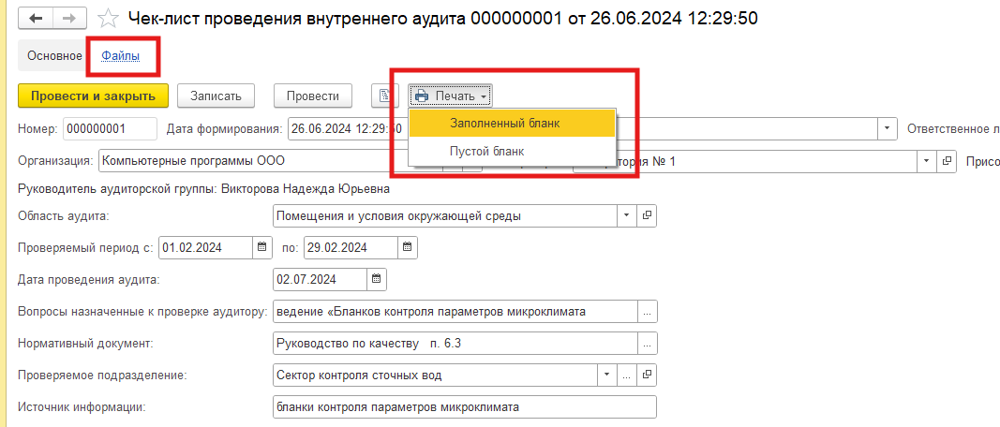 Чек-лист проведения внутреннего аудита 000000001 от 26.06.2024 12:29:50
Основное Файлы
Провести и закрыть Записать Провести Печать
Номер: 000000001 Дата формирования: 26.06.2024 12:29:50 Заполненный бланк Ответственное л
Пустой бланк
Организация: Компьютерные программы ООО тория № 1 Присо
Руководитель аудиторской группы: Викторова Надежда Юрьевна
Область аудита: Помещения и условия окружающей среды
Проверяемый период с: 01.02.2024 по: 29.02.2024
Дата проведения аудита: 02.07.2024
Вопросы назначенные к проверке аудитору: ведение «Бланков контроля параметров микроклимата ...
Нормативный документ: Руководство по качеству п. 6.3 ...
Проверяемое подразделение: Сектор контроля сточных вод ...
Источник информации: бланки контроля параметров микроклимата